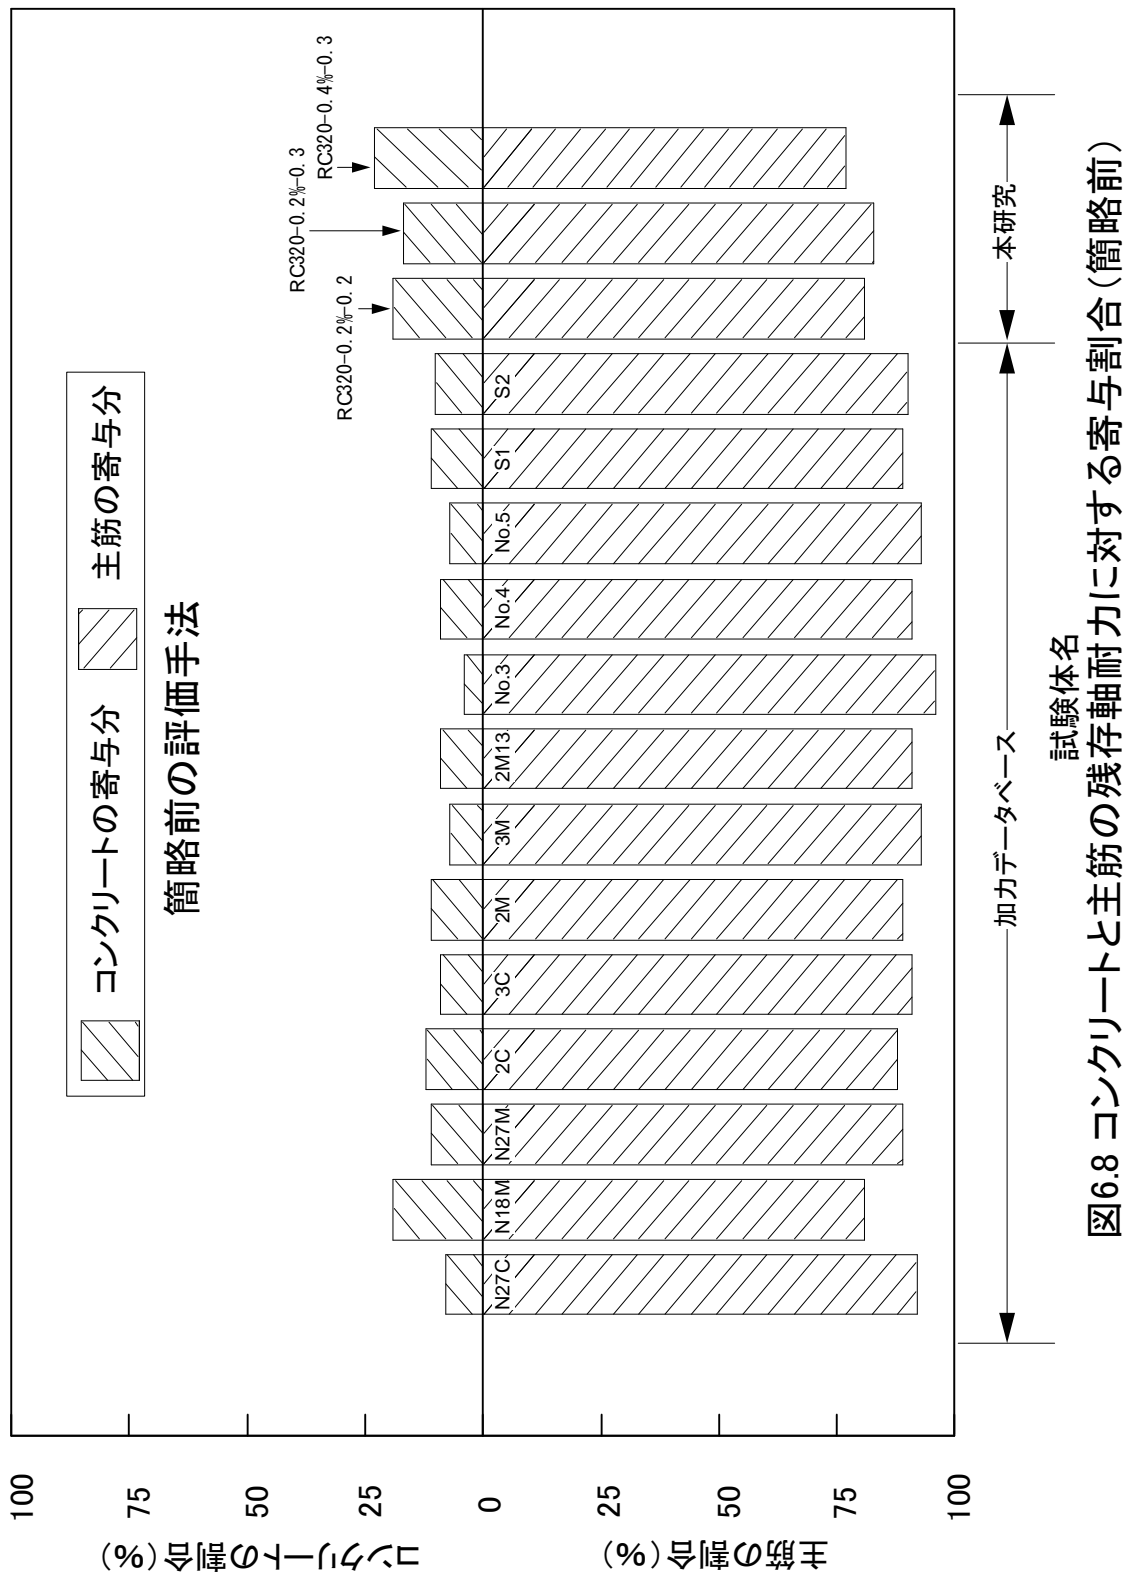 コンクリートの寄与分
主筋の寄与分
簡略前の評価手法
RC320-0.2%-0.2
RC320-0.2%-0.3
RC320-0.4%-0.3
コンクリートの割合(%)
主筋の割合(%)
100
75
50
25
0
25
50
75
100
N27C
N18M
N27M
2C
3C
2M
3M
2M13
No.3
No.4
No.5
S1
S2
加力データベース
本研究
試験体名
図6.8 コンクリートと主筋の残存軸耐力に対する寄与割合(簡略前)